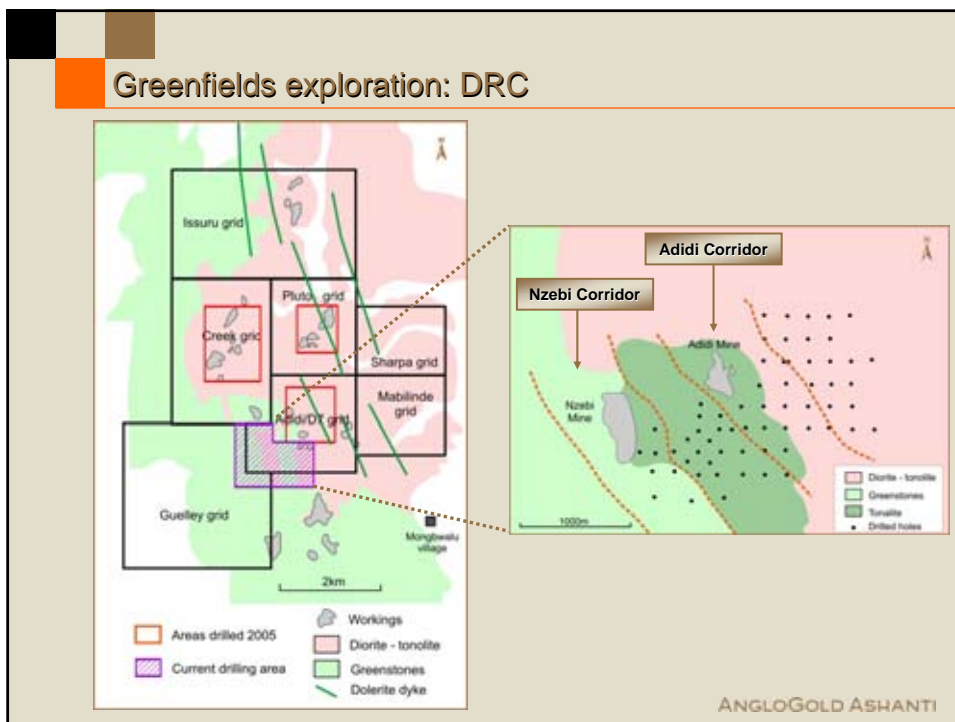 Greenfields exploration: DRC
N
Issuru grid
Pluto grid
Creek grid
Sharpa grid
Mabilinde
grid
Adidi/DT grid
Guelley grid
Mongbwalu
village
2km
Areas drilled 2005
Current drilling area
Workings
Diorite - tonolite
Greenstones
Dolerite dyke
N
Adidi Corridor
Nzebi Corridor
Adidi Mine
Nzebi
Mine
1000m
Diorite - tonolite
Greenstones
Tonalite
Drilled holes
ANGLOGOLD ASHANTI